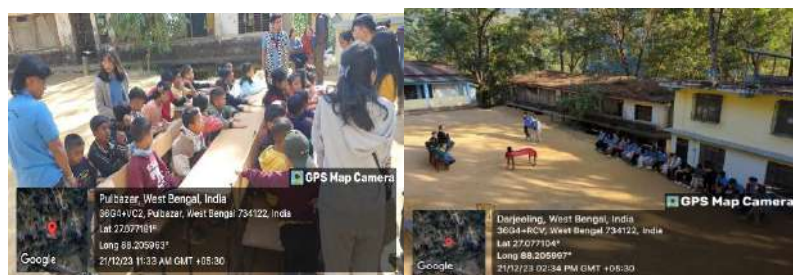 GPS Map Camera
Pulbazar, West Bengal, India
36G4+VC2, Pulbazar, West Bengal 734122, India
Lat 27.077181°
Long 88.205963°
21/12/23 11:33 AM GMT +05:30
Google
GPS Map Camera
Darjeeling, West Bengal, India
36G4+RCV, West Bengal 734122, India
Lat 27.077104°
Long 88.205997°
21/12/23 02:34 PM GMT +05:30
Google